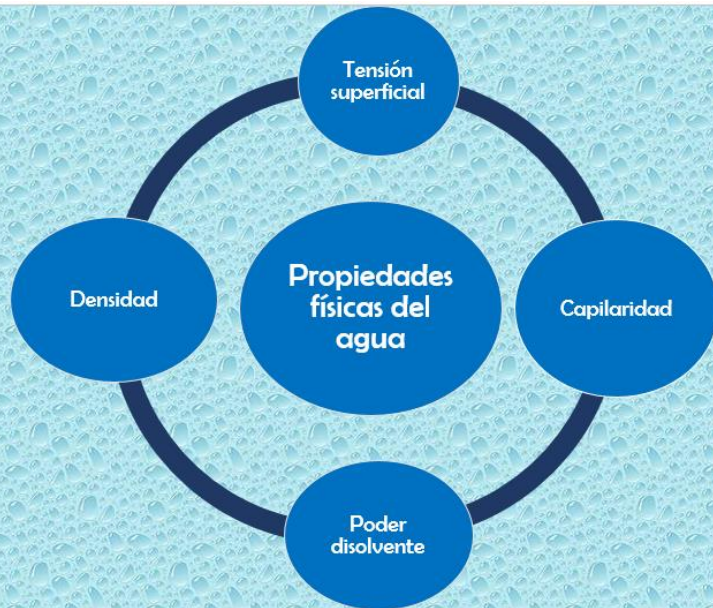 Tensión
superficial
Densidad
Propiedades
físicas del
agua
Capilaridad
Poder
disolvente